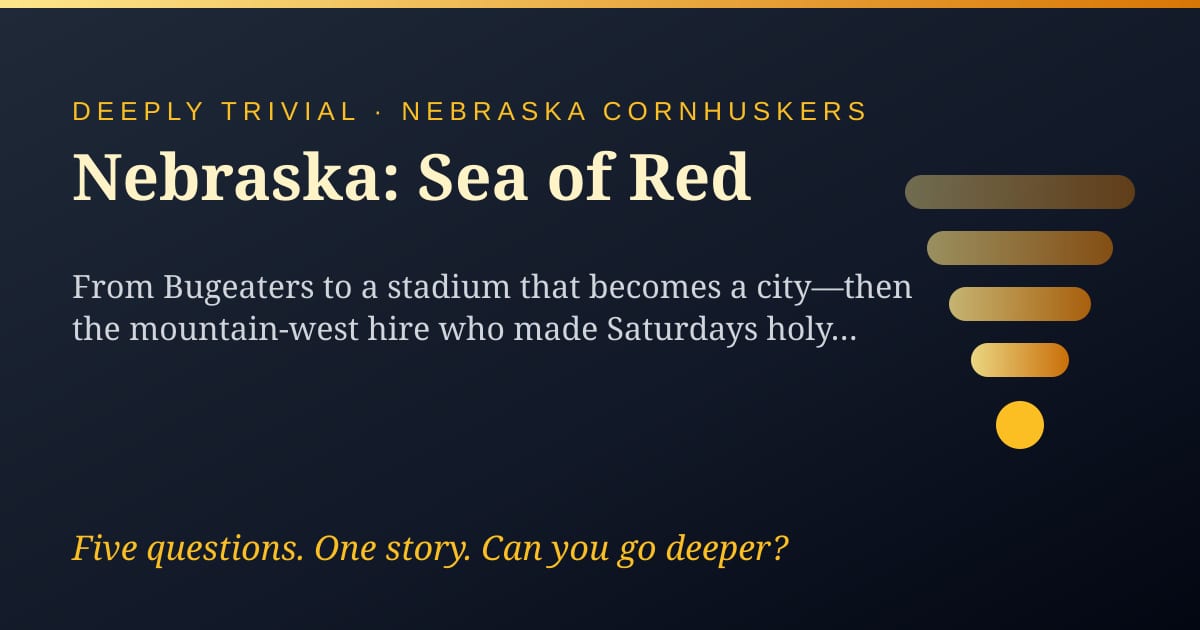 DEEPLY TRIVIAL · NEBRASKA CORNHUSKERS
Nebraska: Sea of Red
From Bugeaters to a stadium that becomes a city—then
the mountain-west hire who made Saturdays holy…
Five questions. One story. Can you go deeper?